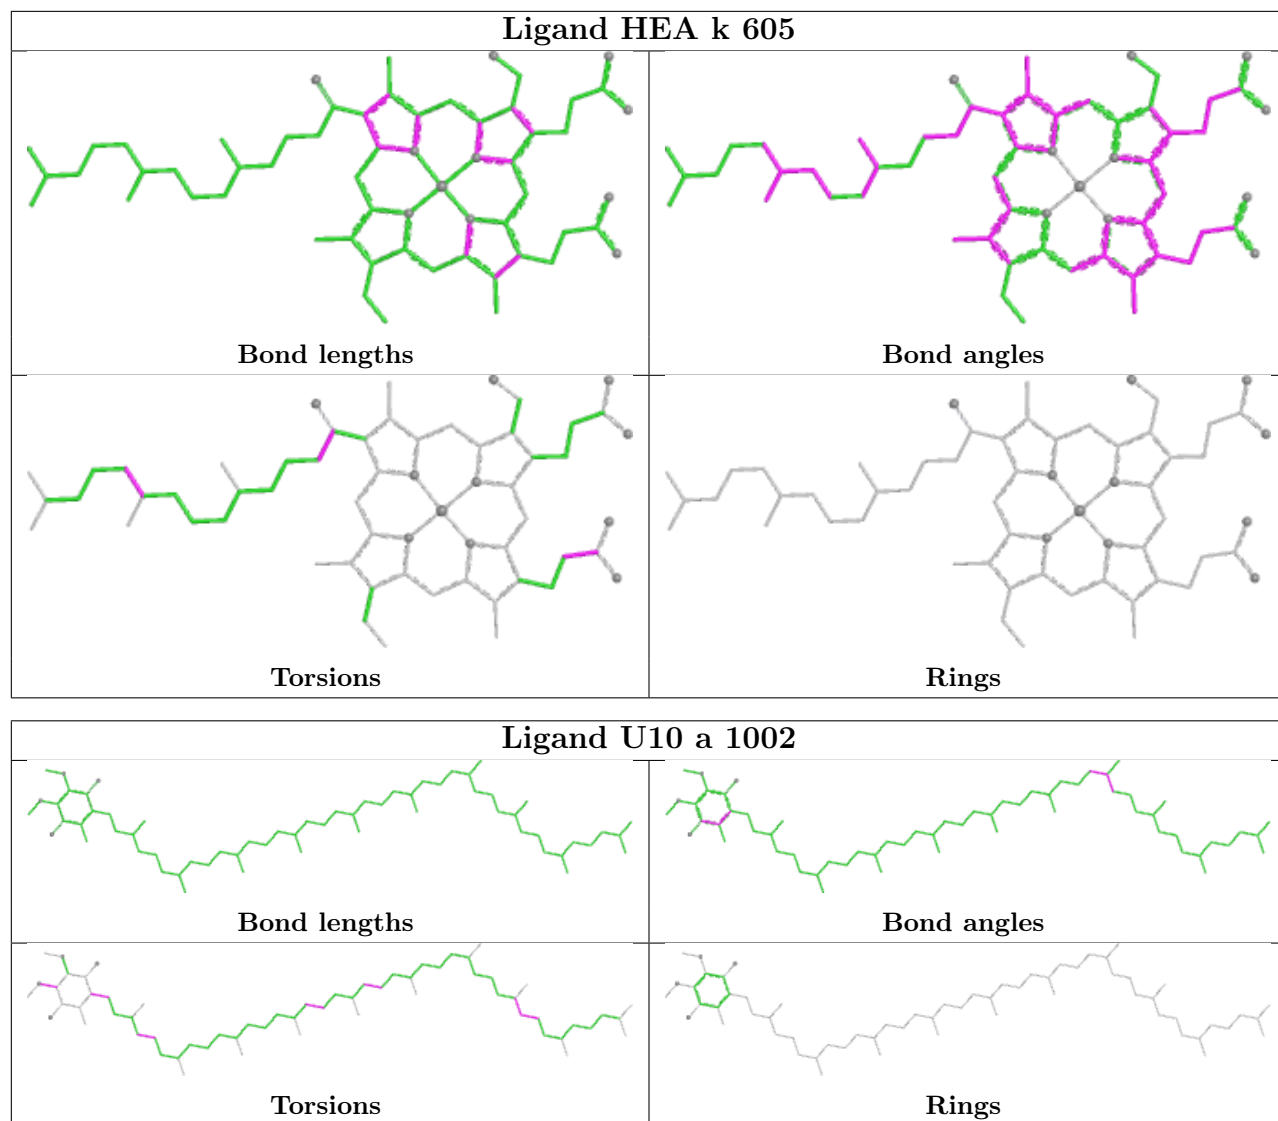 Ligand HEA k 605
Bond lengths
Bond angles
Torsions
Rings
Ligand U10 a 1002
Bond lengths
Bond angles
Torsions
Rings